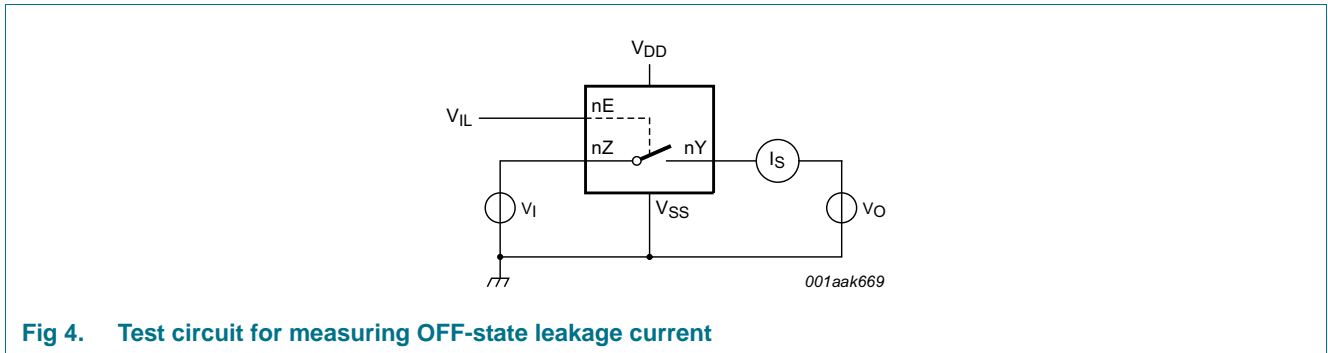 VDD
nE
VIL
nZ
nY
IS
VI
VSS
VO
001aak669
Fig 4. Test circuit for measuring OFF-state leakage current